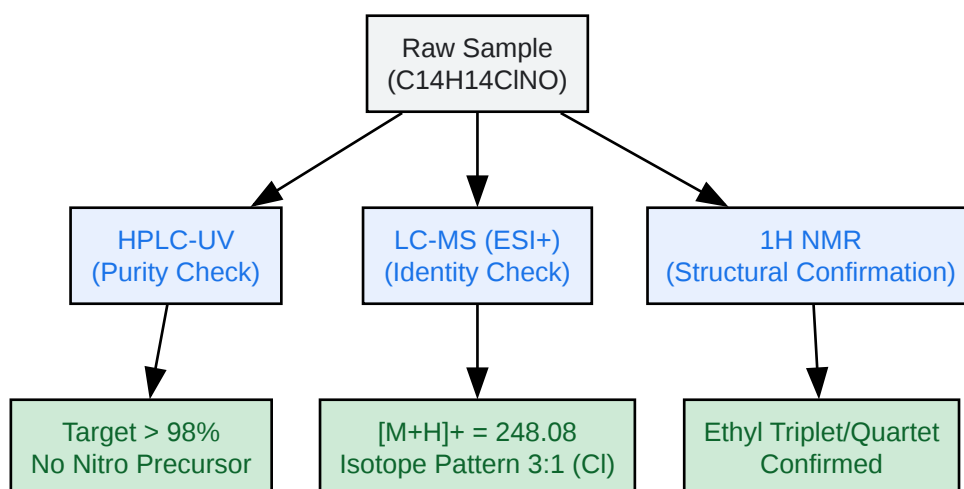 Raw Sample
(C14H14ClNO)
HPLC-UV
(Purity Check)
LC-MS (ESI+)
(Identity Check)
1H NMR
(Structural Confirmation)
Target > 98%
No Nitro Precursor
[M+H]+ = 248.08
Isotope Pattern 3:1 (Cl)
Ethyl Triplet/Quartet
Confirmed